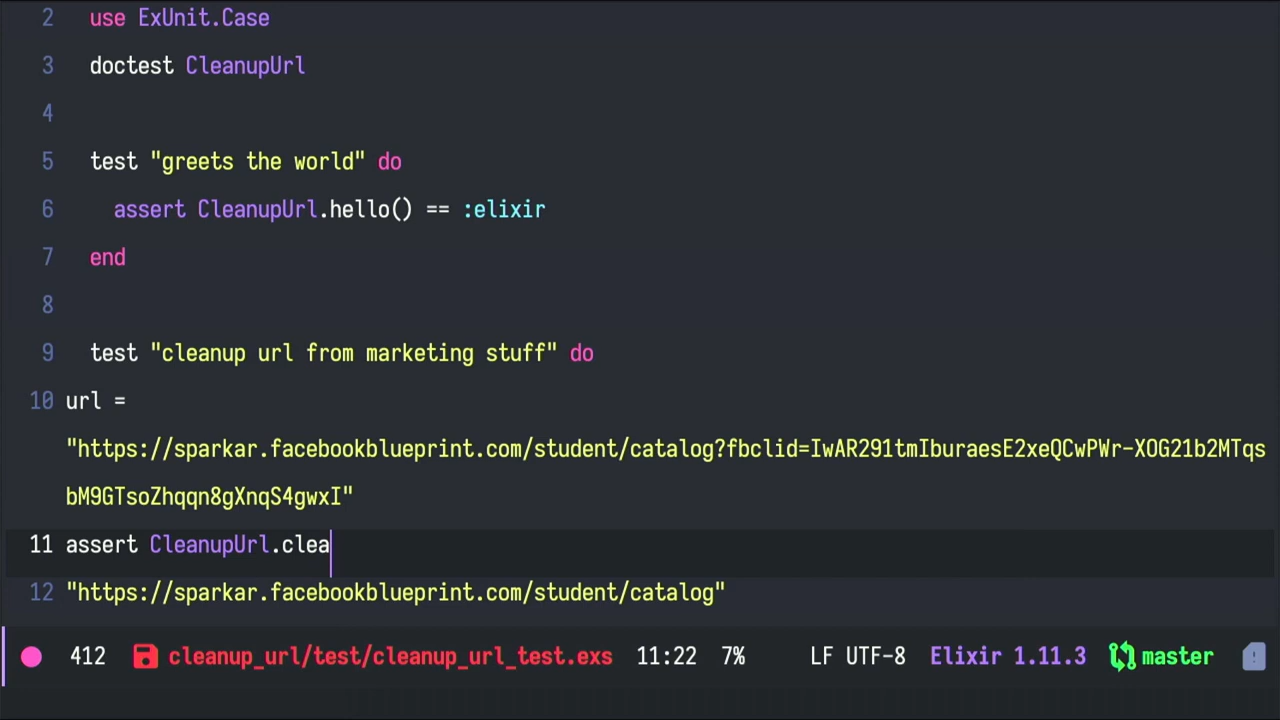 2 use ExUnit.Case
3 doctest CleanupUrl
4
5 test "greets the world" do
6 assert CleanupUrl.hello() == :elixir
7 end
8
9 test "cleanup url from marketing stuff" do
10 url =
"https://sparkar.facebookblueprint.com/student/catalog?fbclid=IwAR291tmIburaesE2xeQCwPWr-XOG21b2MTqs
bM9GTsoZhqqn8gXnqS4gwxI"
11 assert CleanupUrl.clea
12 "https://sparkar.facebookblueprint.com/student/catalog"
412 cleanup_url/test/cleanup_url_test.exs 11:22 7% LF UTF-8 Elixir 1.11.3 master